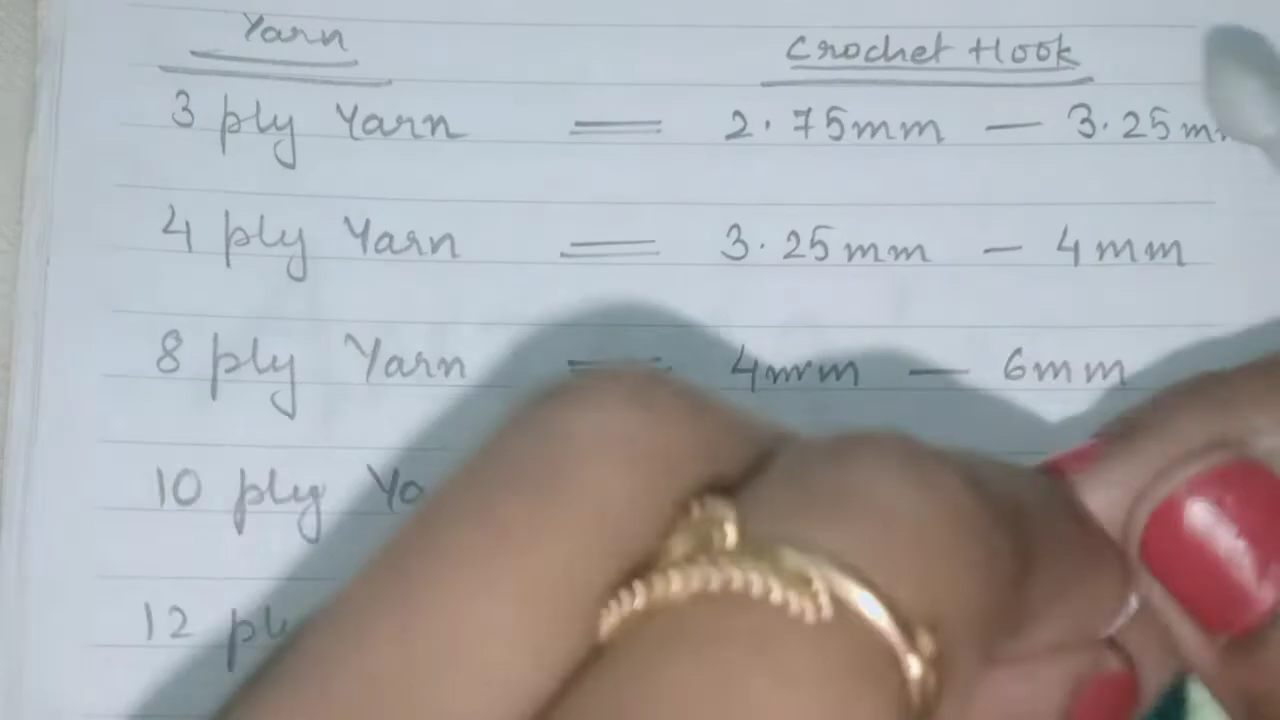 Yarn Crochet Hook
3 ply Yarn = 2.75mm - 3.25m
4 ply Yarn = 3.25mm - 4mm
8 ply Yarn = 4mm - 6mm
10 ply
12